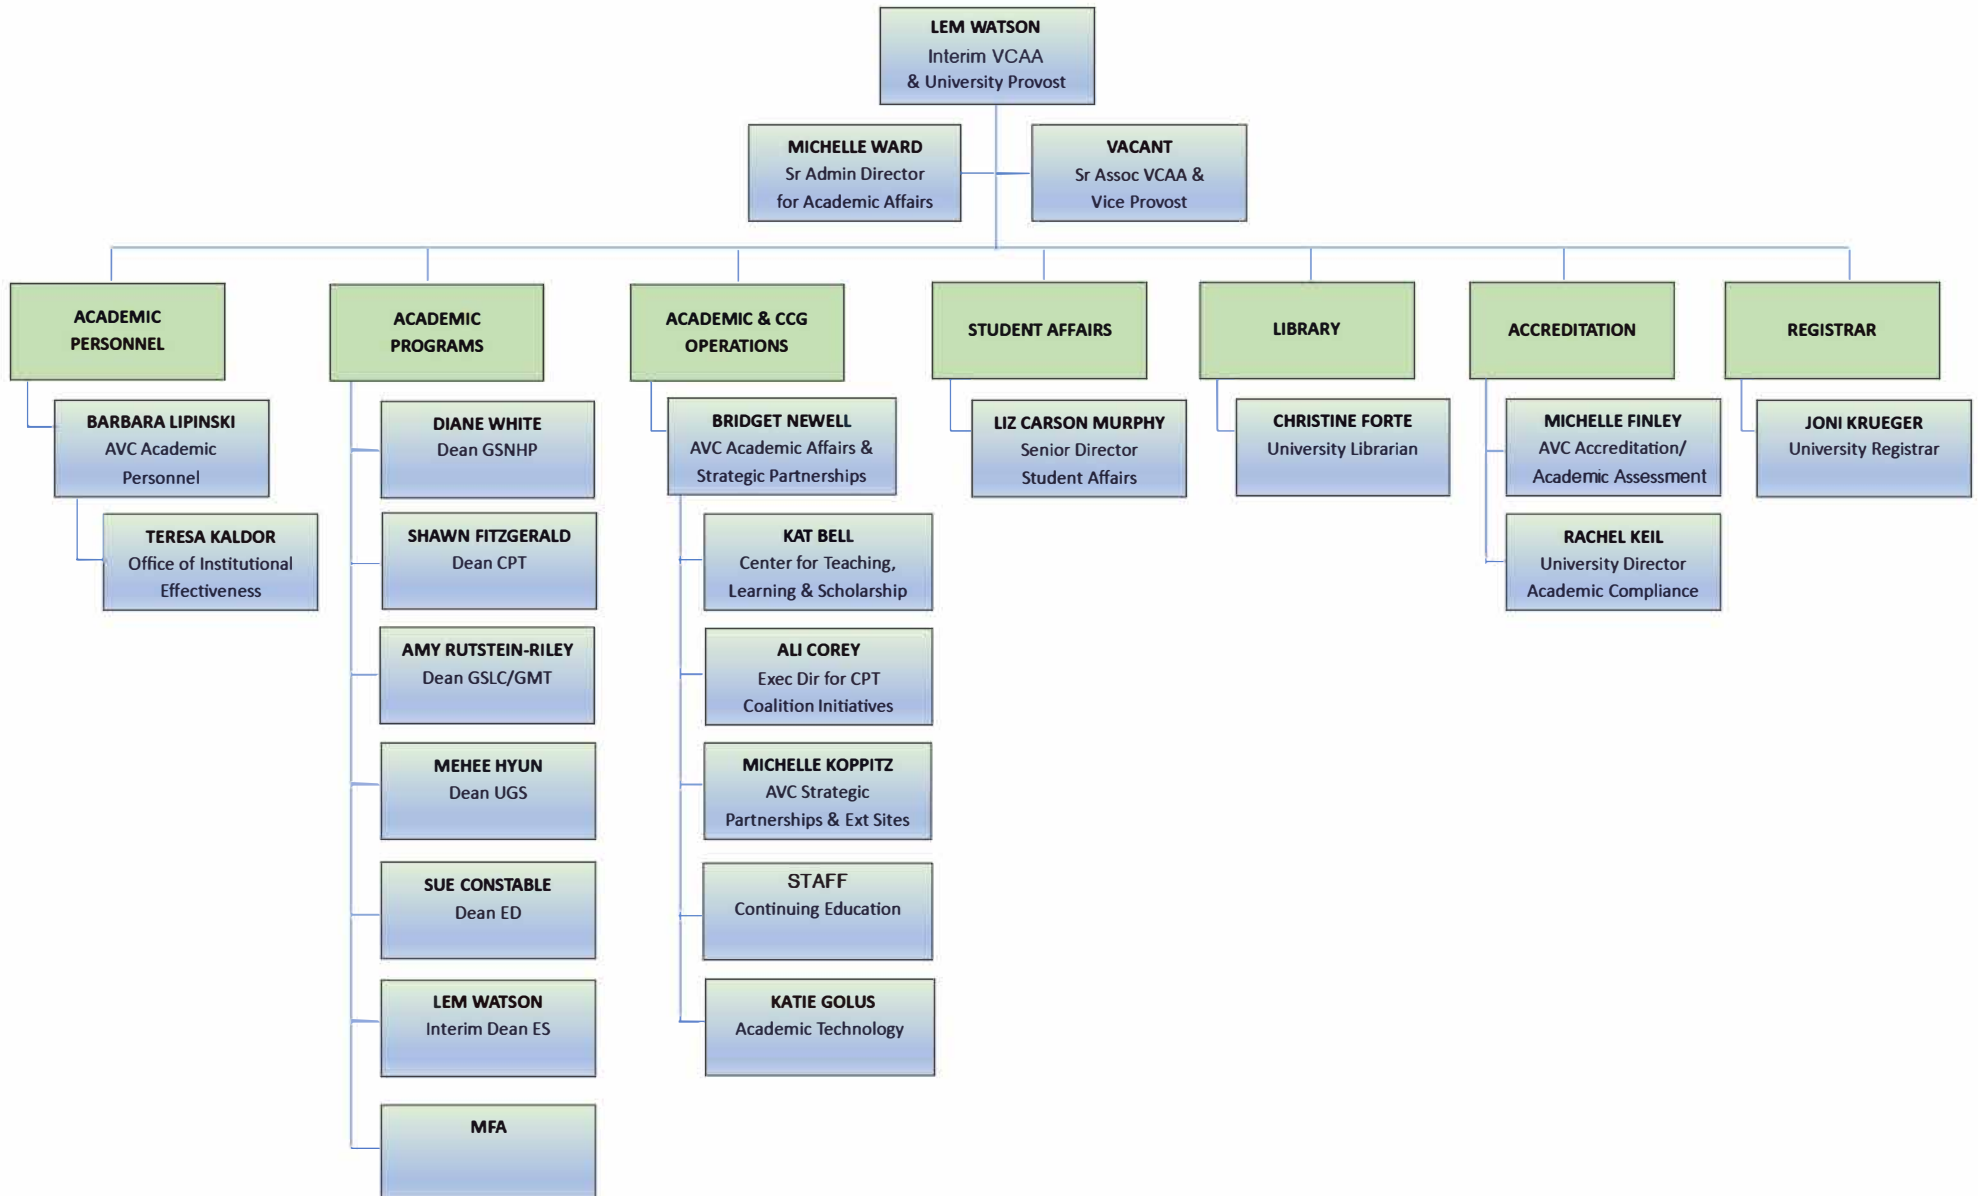 LEM WATSON
Interim VCAA
& University Provost
MICHELLE WARD
Sr Admin Director
for Academic Affairs
VACANT
Sr Assoc VCAA &
Vice Provost
ACADEMIC
PERSONNEL
BARBARA LIPINSKI
AVC Academic
Personnel
TERESA KALDOR
Office of Institutional
Effectiveness
ACADEMIC
PROGRAMS
DIANE WHITE
Dean GSNHP
SHAWN FITZGERALD
Dean CPT
AMY RUTSTEIN-RILEY
Dean GSLC/GMT
MEHEE HYUN
Dean UGS
SUE CONSTABLE
Dean ED
LEM WATSON
Interim Dean ES
MFA
ACADEMIC & CCG
OPERATIONS
BRIDGET NEWELL
AVC Academic Affairs &
Strategic Partnerships
KAT BELL
Center for Teaching,
Learning & Scholarship
ALI COREY
Exec Dir for CPT
Coalition Initiatives
MICHELLE KOPPITZ
AVC Strategic
Partnerships & Ext Sites
STAFF
Continuing Education
KATIE GOLUS
Academic Technology
STUDENT AFFAIRS
LIZ CARSON MURPHY
Senior Director
Student Affairs
LIBRARY
CHRISTINE FORTE
University Librarian
ACCREDITATION
MICHELLE FINLEY
AVC Accreditation/
Academic Assessment
RACHEL KEIL
University Director
Academic Compliance
REGISTRAR
JONI KRUEGER
University Registrar